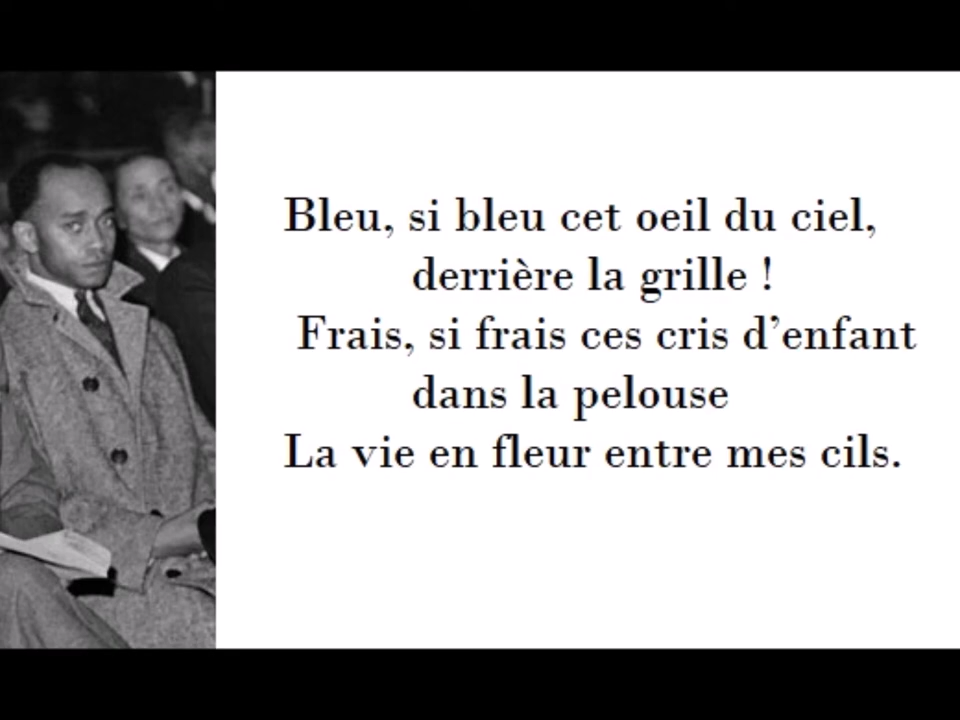 Bleu, si bleu cet oeil du ciel,
derrière la grille !
Frais, si frais ces cris d’enfant
dans la pelouse
La vie en fleur entre mes cils.